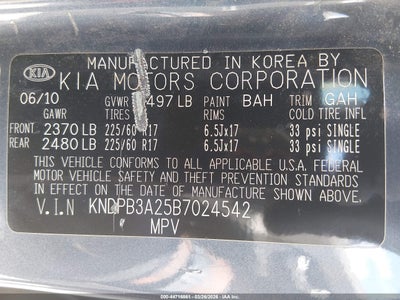 MANUFACTURED IN KOREA BY
KIA KIA MOTORS CORPORATION
06/10 GVWR 497 LB PAINT BAH TRIM GAH
GAWR TIRES RIMS COLD TIRE INFL
FRONT 2370 LB 225/60 R17 6.5Jx17 33 psi SINGLE
REAR 2480 LB 225/60 R17 6.5Jx17 33 psi SINGLE
THIS VEHICLE CONFORMS TO ALL APPLICABLE U.S.A. FEDERAL
MOTOR VEHICLE SAFETY AND THEFT PREVENTION STANDARDS
IN EFFECT ON THE DATE OF MANUFACTURE SHOWN ABOVE.
V.I.N KNDPB3A25B7024542
MPV